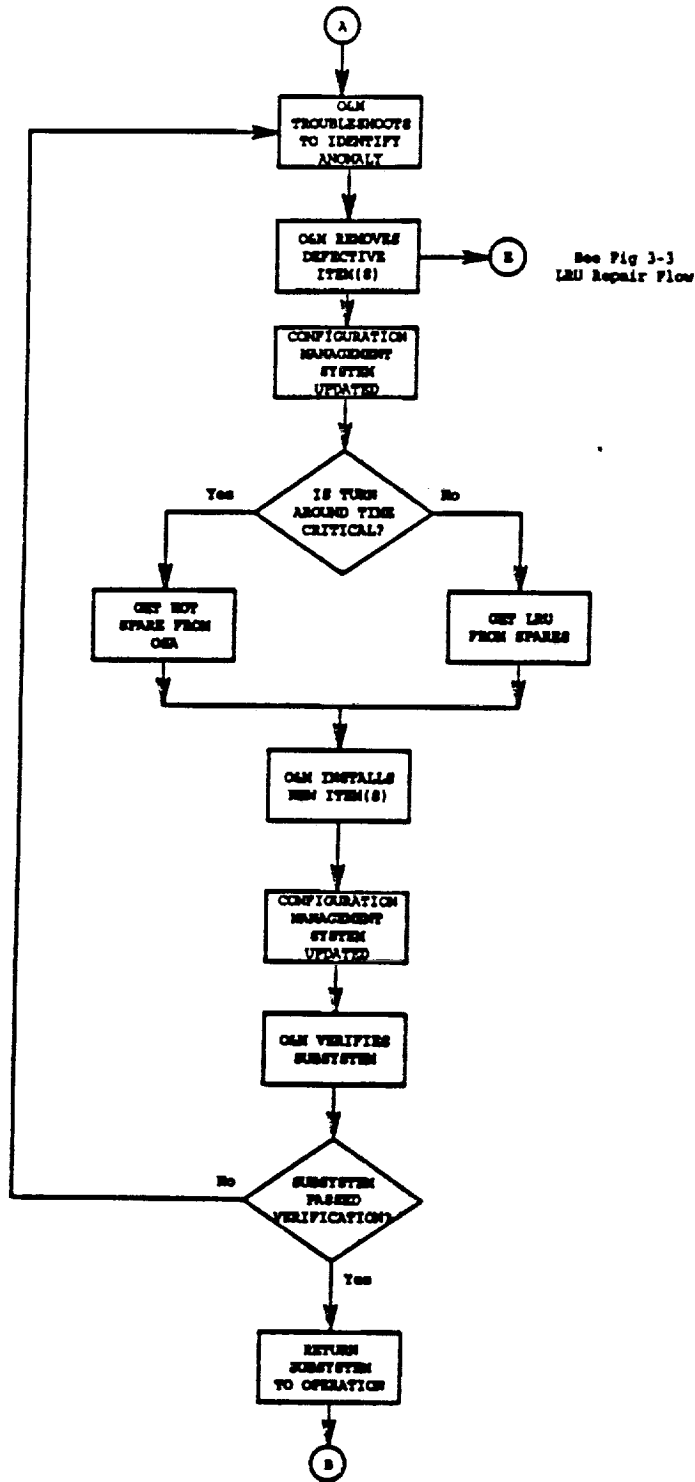 A
O&M
TROUBLESHOOTS
TO IDENTIFY
ANOMALY
O&M REMOVES
DEFECTIVE
ITEM(S)
E
See Fig 3-3
LRU Repair Flow
CONFIGURATION
MANAGEMENT
SYSTEM
UPDATED
IS TURN
AROUND TIME
CRITICAL?
Yes
No
GET HOT
SPARE FROM
GET LRU
FROM SPARES
O&M INSTALLS
NEW ITEM(S)
CONFIGURATION
MANAGEMENT
SYSTEM
UPDATED
O&M VERIFIES
SUBSYSTEM
No
SUBSYSTEM
PASSED
VERIFICATION?
Yes
RETURN
SUBSYSTEM
TO OPERATION
B